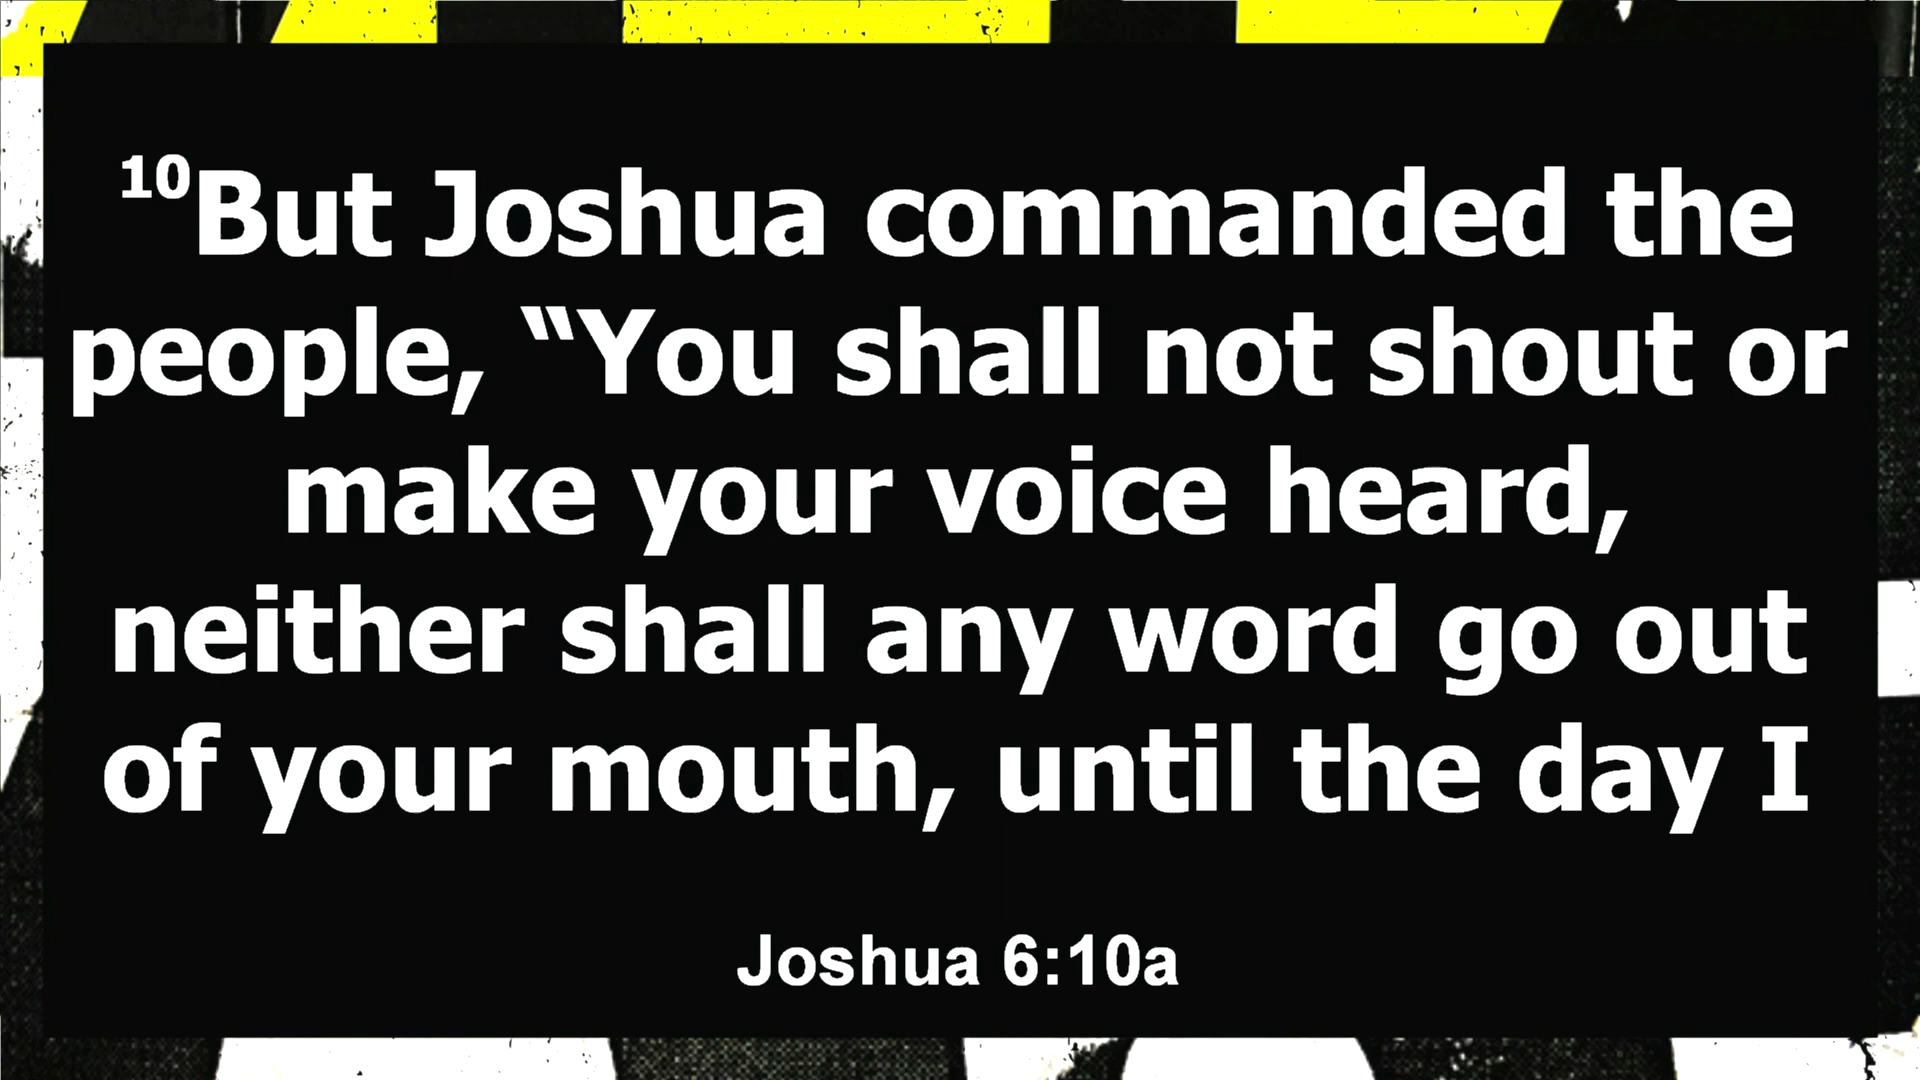 10But Joshua commanded the
people, “You shall not shout or
make your voice heard,
neither shall any word go out
of your mouth, until the day I
Joshua 6:10a